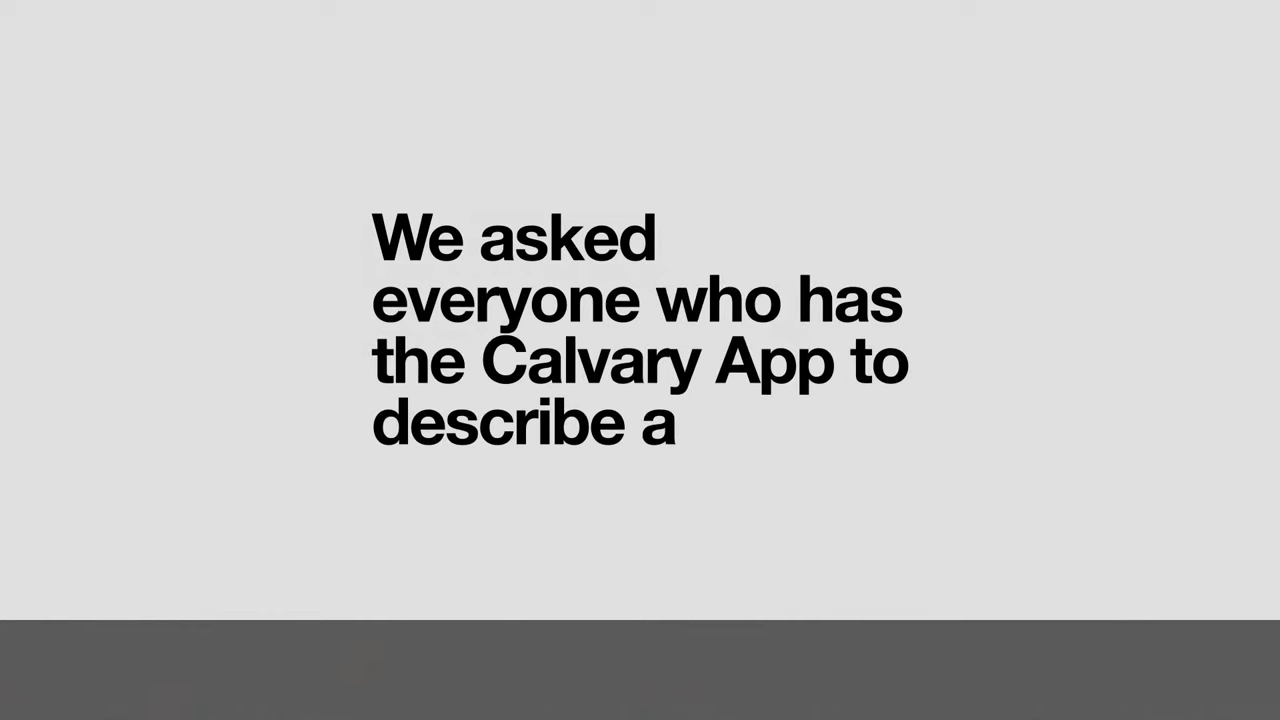 We asked
everyone who has
the Calvary App to
describe a